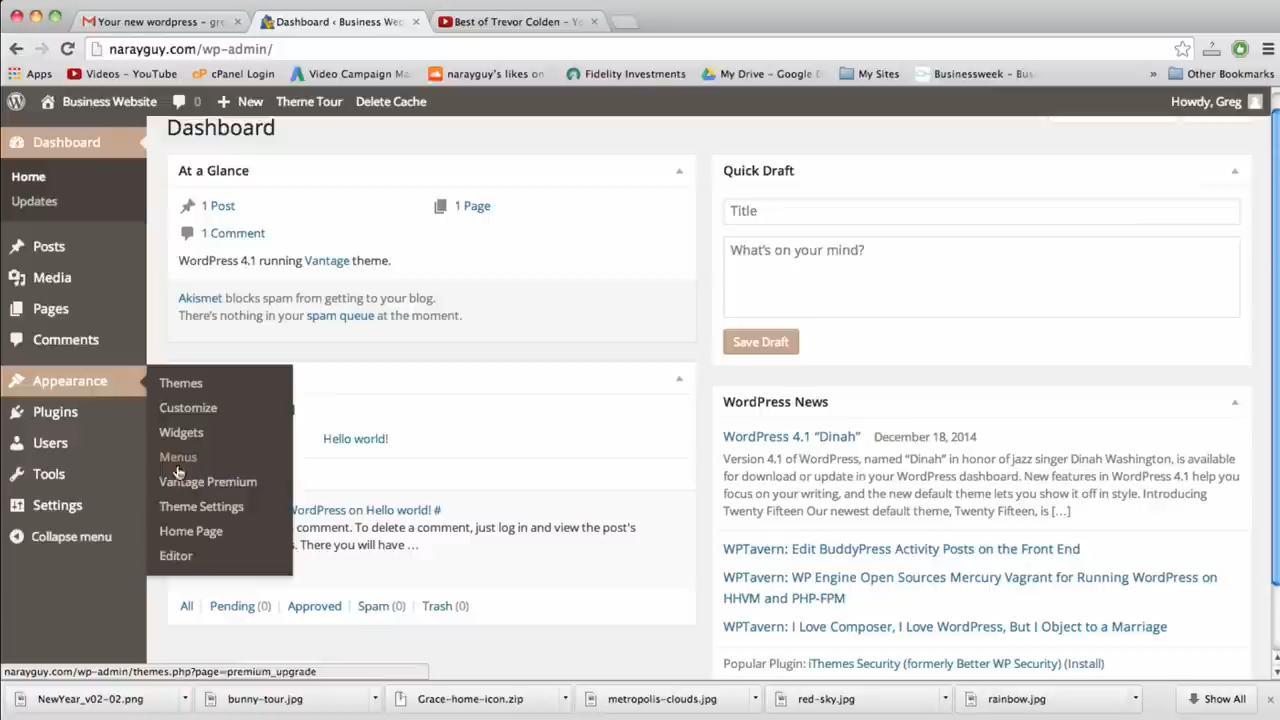 Your new wordpress - gre
Dashboard ‹ Business Web
Best of Trevor Colden - Yo
narayguy.com/wp-admin/
Apps
Videos - YouTube
cPanel Login
Video Campaign Ma
narayguy's likes on
Fidelity Investments
My Drive - Google D
My Sites
Businessweek - Bus
»
Other Bookmarks
Business Website
0
+ New
Theme Tour
Delete Cache
Howdy, Greg
Dashboard
Home
Updates
Posts
Media
Pages
Comments
Appearance
Plugins
Users
Tools
Settings
Collapse menu
Themes
Customize
Widgets
Menus
Vantage Premium
Theme Settings
Home Page
Editor
Dashboard
At a Glance
1 Post
1 Page
1 Comment
WordPress 4.1 running Vantage theme.
Akismet blocks spam from getting to your blog.
There's nothing in your spam queue at the moment.
Hello world!
WordPress on Hello world! #
comment. To delete a comment, just log in and view the post's
s. There you will have …
All
Pending (0)
Approved
Spam (0)
Trash (0)
Quick Draft
Title
What's on your mind?
Save Draft
WordPress News
WordPress 4.1 “Dinah” December 18, 2014
Version 4.1 of WordPress, named “Dinah” in honor of jazz singer Dinah Washington, is available
for download or update in your WordPress dashboard. New features in WordPress 4.1 help you
focus on your writing, and the new default theme lets you show it off in style. Introducing
Twenty Fifteen Our newest default theme, Twenty Fifteen, is […]
WPTavern: Edit BuddyPress Activity Posts on the Front End
WPTavern: WP Engine Open Sources Mercury Vagrant for Running WordPress on
HHVM and PHP-FPM
WPTavern: I Love Composer, I Love WordPress, But I Object to a Marriage
Popular Plugin: iThemes Security (formerly Better WP Security) (Install)
narayguy.com/wp-admin/themes.php?page=premium_upgrade
NewYear_v02-02.png
bunny-tour.jpg
Grace-home-icon.zip
metropolis-clouds.jpg
red-sky.jpg
rainbow.jpg
Show All